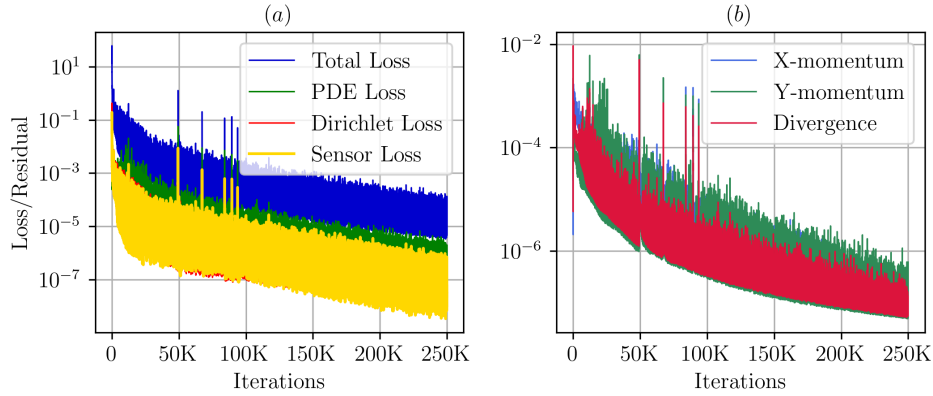 (a)
Loss/Residual
10^1
10^−1
10^−3
10^−5
10^−7
Total Loss
PDE Loss
Dirichlet Loss
Sensor Loss
0 50K 100K 150K 200K 250K
Iterations
(b)
10^−2
10^−4
10^−6
X-momentum
Y-momentum
Divergence
0 50K 100K 150K 200K 250K
Iterations